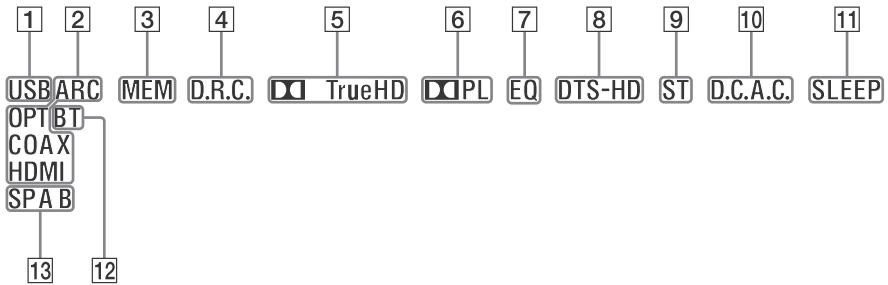 1 2 3 4 5 6 7 8 9 10 11
USB ARC MEM D.R.C. TrueHD PL EQ DTS-HD ST D.C.A.C. SLEEP
OPT BT
COAX
HDMI
SP A B
13 12